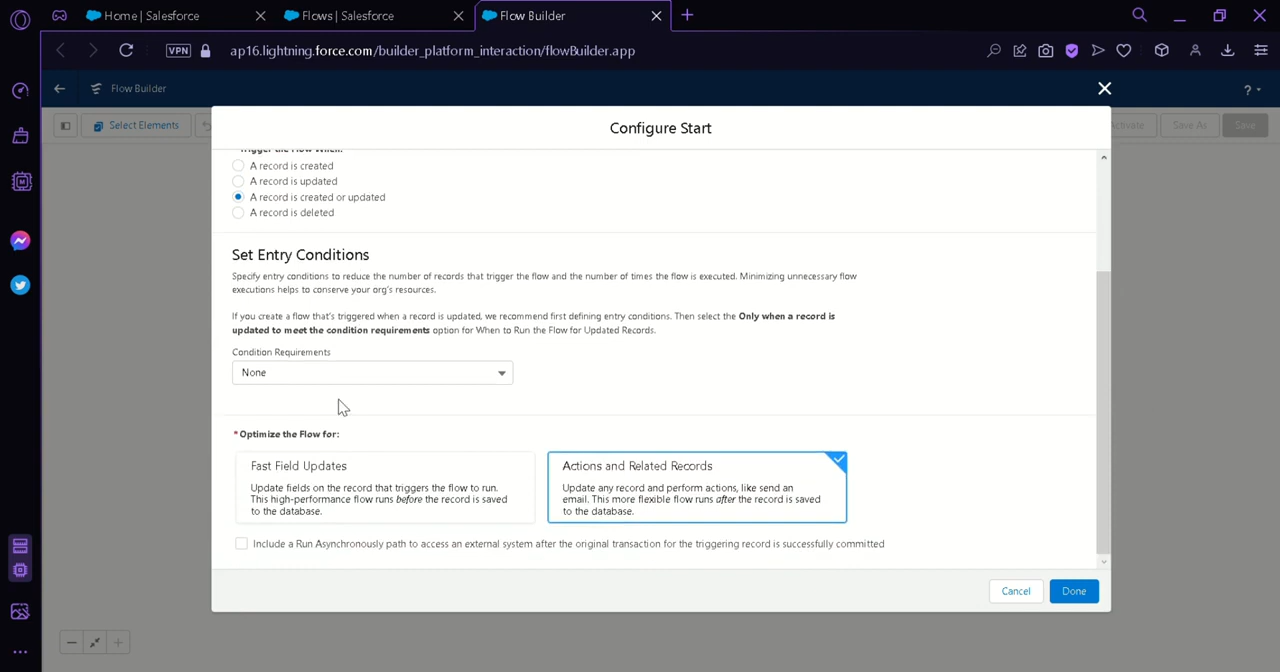 Home | Salesforce
Flows | Salesforce
Flow Builder
VPN
ap16.lightning.force.com/builder_platform_interaction/flowBuilder.app
Flow Builder
?
Select Elements
Activate
Save As
Save
Configure Start
Trigger the Flow When:
A record is created
A record is updated
A record is created or updated
A record is deleted
Set Entry Conditions
Specify entry conditions to reduce the number of records that trigger the flow and the number of times the flow is executed. Minimizing unnecessary flow
executions helps to conserve your org's resources.
If you create a flow that's triggered when a record is updated, we recommend first defining entry conditions. Then select the Only when a record is
updated to meet the condition requirements option for When to Run the Flow for Updated Records.
Condition Requirements
None
*Optimize the Flow for:
Fast Field Updates
Update fields on the record that triggers the flow to run.
This high-performance flow runs before the record is saved
to the database.
Actions and Related Records
Update any record and perform actions, like send an
email. This more flexible flow runs after the record is saved
to the database.
Include a Run Asynchronously path to access an external system after the original transaction for the triggering record is successfully committed
Cancel
Done